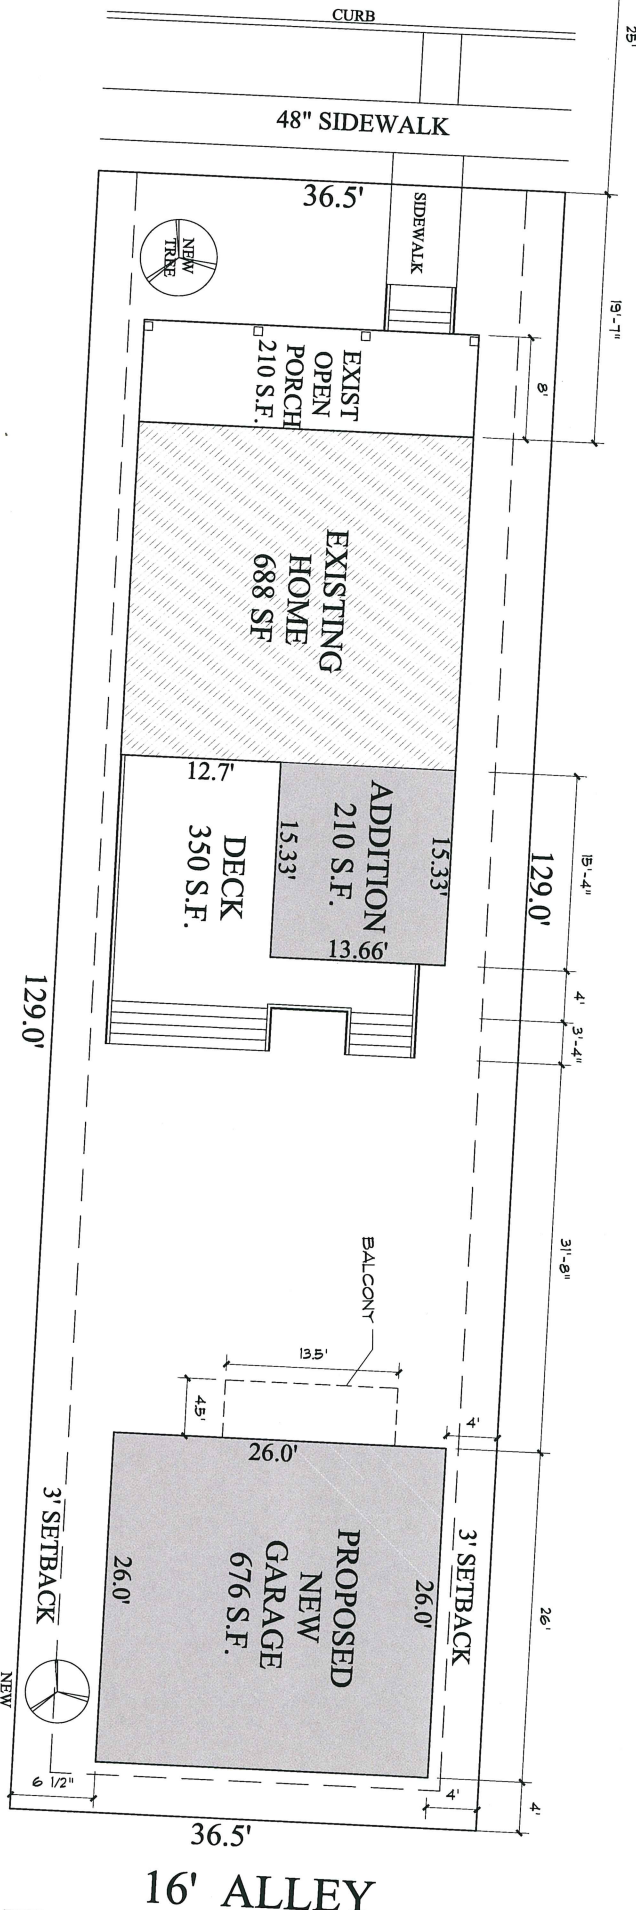 CURB
25'
48" SIDEWALK
36.5'
SIDEWALK
19'-7"
NEW
TREE
8'
EXIST
OPEN
PORCH
210 S.F.
EXISTING
HOME
688 SF
12.7'
ADDITION
210 S.F.
15.33'
15.33'
13.66'
DECK
350 S.F.
129.0'
15'-4"
4'
3'-4"
129.0'
31'-8"
BALCONY
13.5'
4.5'
4'
26.0'
3' SETBACK
3' SETBACK
PROPOSED
NEW
GARAGE
676 S.F.
26.0'
26.0'
26'
NEW
6 1/2"
4'
4'
36.5'
16' ALLEY